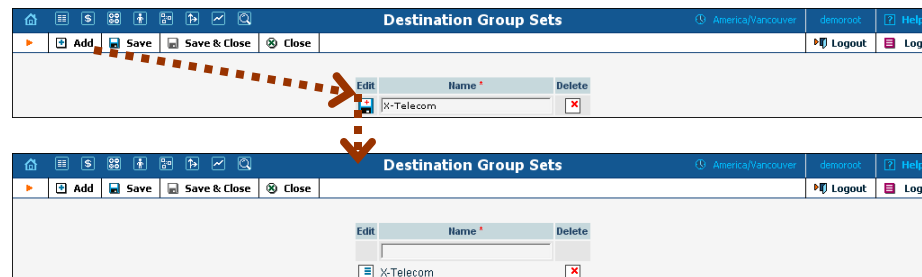 Destination Group Sets America/Vancouver demoroot Help
Add Save Save & Close Close Logout Log
Edit Name * Delete
X-Telecom
Destination Group Sets America/Vancouver demoroot Help
Add Save Save & Close Close Logout Log
Edit Name * Delete
X-Telecom